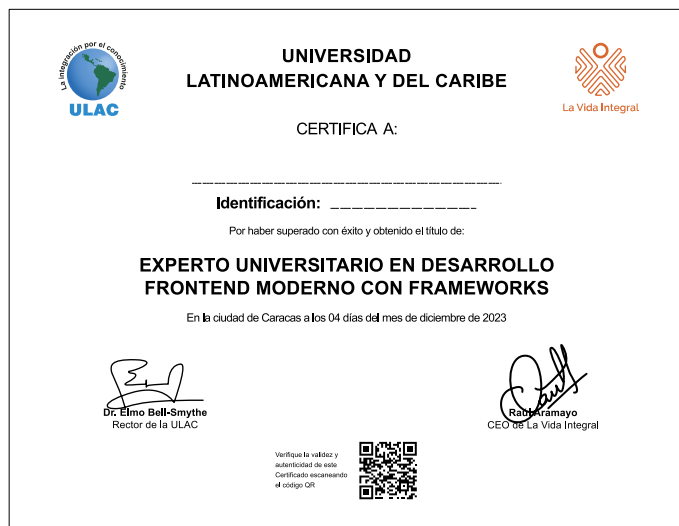 La integración por el conocimiento
ULAC
UNIVERSIDAD
LATINOAMERICANA Y DEL CARIBE
La Vida Integral
CERTIFICA A:
Identificación:
Por haber superado con éxito y obtenido el título de:
EXPERTO UNIVERSITARIO EN DESARROLLO
FRONTEND MODERNO CON FRAMEWORKS
En la ciudad de Caracas a los 04 días del mes de diciembre de 2023
Dr. Elmo Bell-Smythe
Rector de la ULAC
Raúl Aramayo
CEO de La Vida Integral
Verifique la validez y
autenticidad de este
Certificado escaneando
el código QR